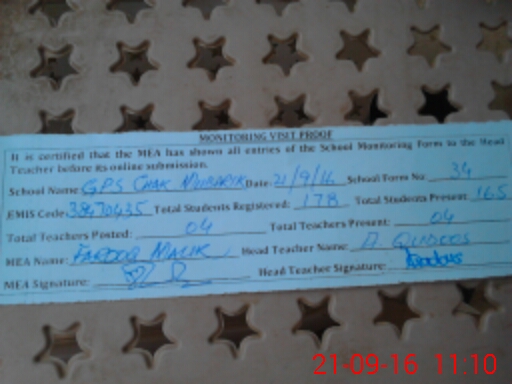 MONITORING VISIT PROOF
It is certified that the MEA has shown all entries of the School Monitoring Form to the Head
Teacher before its online submission.
School Name: GPS CHAK MUBARIK Date: 21/9/16 School Form No 34
EMIS Code: 38470435 Total Students Registered: 178 Total Students Present: 165
Total Teachers Posted: 04 Total Teachers Present: 04
MEA Name: FAROOQ MALIK Head Teacher Name: A. QUDOOS
MEA Signature: Head Teacher Signature:
21-09-16 11:10